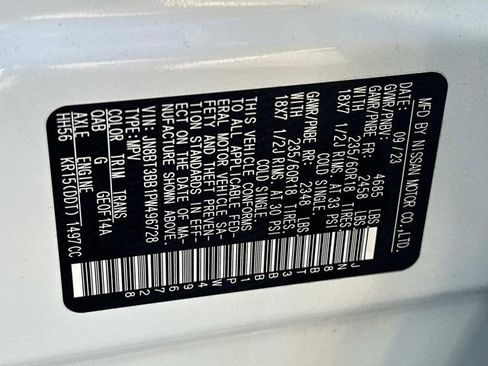 MFD BY NISSAN MOTOR CO.,LTD.
DATE: 09/23
GVWR/PNBV: 4685 LBS
GAWR/PNBE FR: 2458 LBS
WITH 235/60R18 TIRES,
18X7 1/2J RIMS, AT 33 PSI
COLD SINGLE
GAWR/PNBE RR: 2348 LBS
WITH 235/60R18 TIRES,
18X7 1/2J RIMS, AT 30 PSI
COLD SINGLE
THIS VEHICLE CONFORMS
TO ALL APPLICABLE FED-
ERAL MOTOR VEHICLE SA-
FETY AND THEFT PREVEN-
TION STANDARDS IN EFF-
ECT ON THE DATE OF MA-
NUFACTURE SHOWN ABOVE.
VIN: JN8BT3BB1PW496728
TYPE: MPV
COLOR TRIM TRANS
QAB G GE0F14A
ENGINE
HH56 KR15(DDT) 1497CC
JN8BT3BB1PW496728